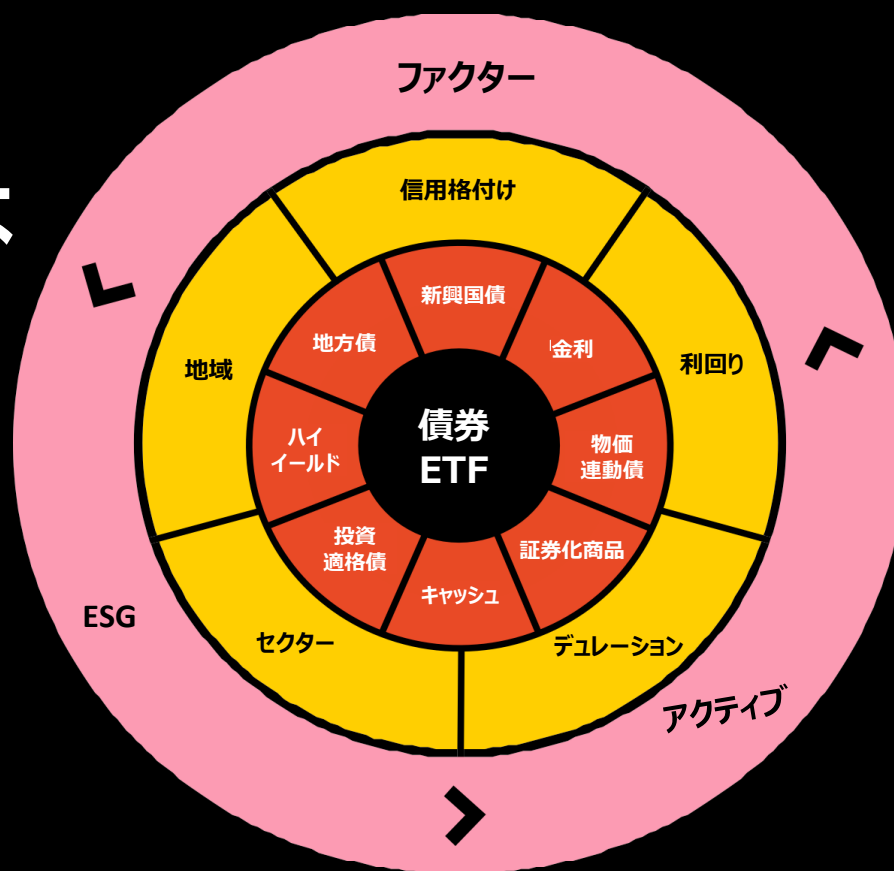 ファクター
信用格付け
新興国債
地方債
金利
地域
利回り
債券
ETF
ハイ
イールド
物価
連動債
投資
適格債
証券化商品
キャッシュ
ESG
セクター
デュレーション
アクティブ